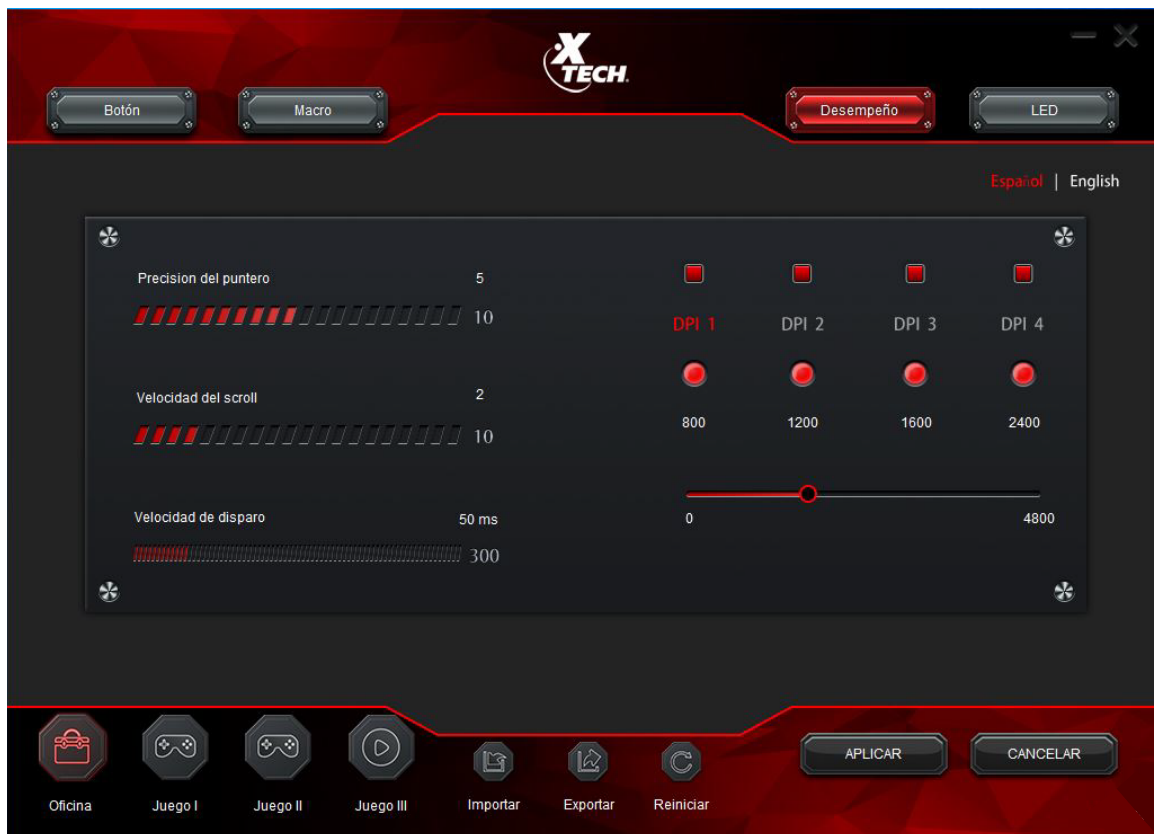 XTECH.
Botón
Macro
Desempeño
LED
Español | English
Precision del puntero 5
10
Velocidad del scroll 2
10
Velocidad de disparo 50 ms
300
DPI 1 DPI 2 DPI 3 DPI 4
800 1200 1600 2400
0 4800
Oficina
Juego I
Juego II
Juego III
Importar
Exportar
Reiniciar
APLICAR
CANCELAR